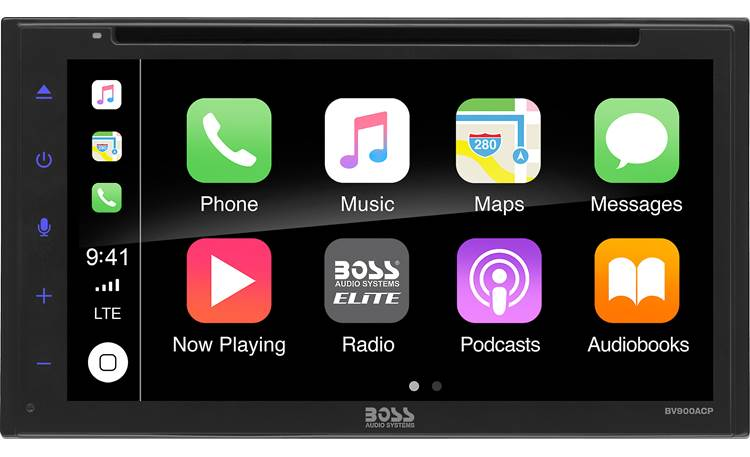 9:41
LTE
280
Phone
Music
Maps
Messages
BOSS®
AUDIO SYSTEMS
ELITE
Now Playing
Radio
Podcasts
Audiobooks
BOSS
AUDIO SYSTEMS
BV900ACP